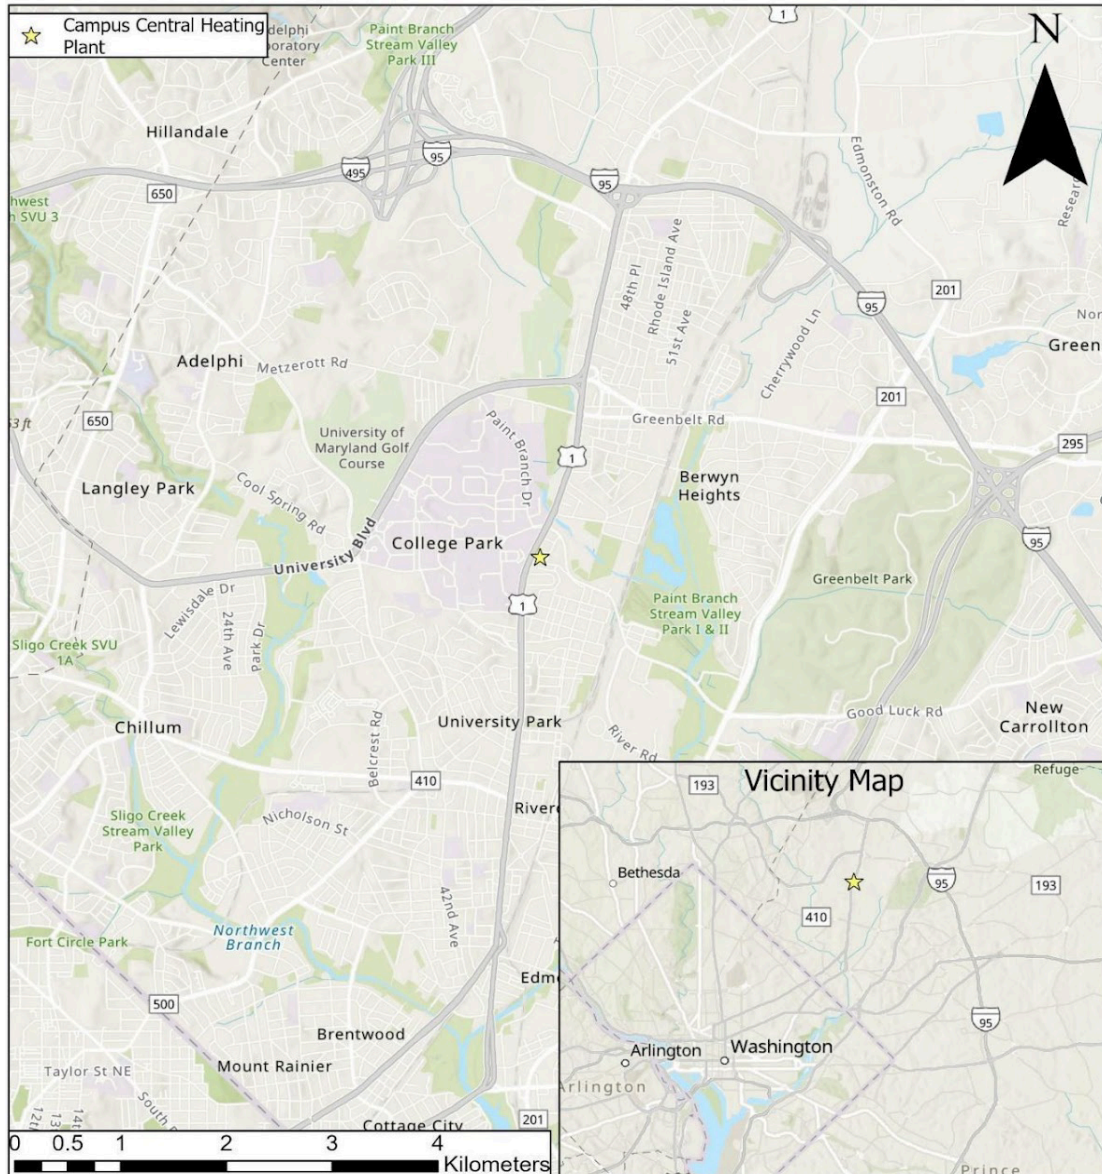 Campus Central Heating
Plant
1
N
Paint Branch
Stream Valley
Park III
Center
Hillandale
Edmonston Rd
495
95
95
650
SVU 3
Research
48th Pl
Rhode Island Ave
51st Ave
201
95
Cherrywood Ln
Adelphi
Metzerott Rd
Green
201
650
Paint Branch Dr
Greenbelt Rd
University of
Maryland Golf
Course
1
295
Langley Park
Berwyn
Heights
Cool Spring Rd
University Blvd
College Park
95
Greenbelt Park
Lewisdale Dr
24th Ave
Park Dr
1
Paint Branch
Stream Valley
Park I & II
Sligo Creek SVU
1A
Chillum
University Park
Good Luck Rd
New
Carrollton
River Rd
Belcrest Rd
410
Sligo Creek
Stream Valley
Park
Nicholson St
42nd Ave
Northwest
Branch
Fort Circle Park
500
Brentwood
Mount Rainier
Taylor St NE
Cottage City
201
Vicinity Map
193
Refuge
Bethesda
95
193
410
95
Arlington
Washington
Arlington
Prince
0 0.5 1 2 3 4
Kilometers